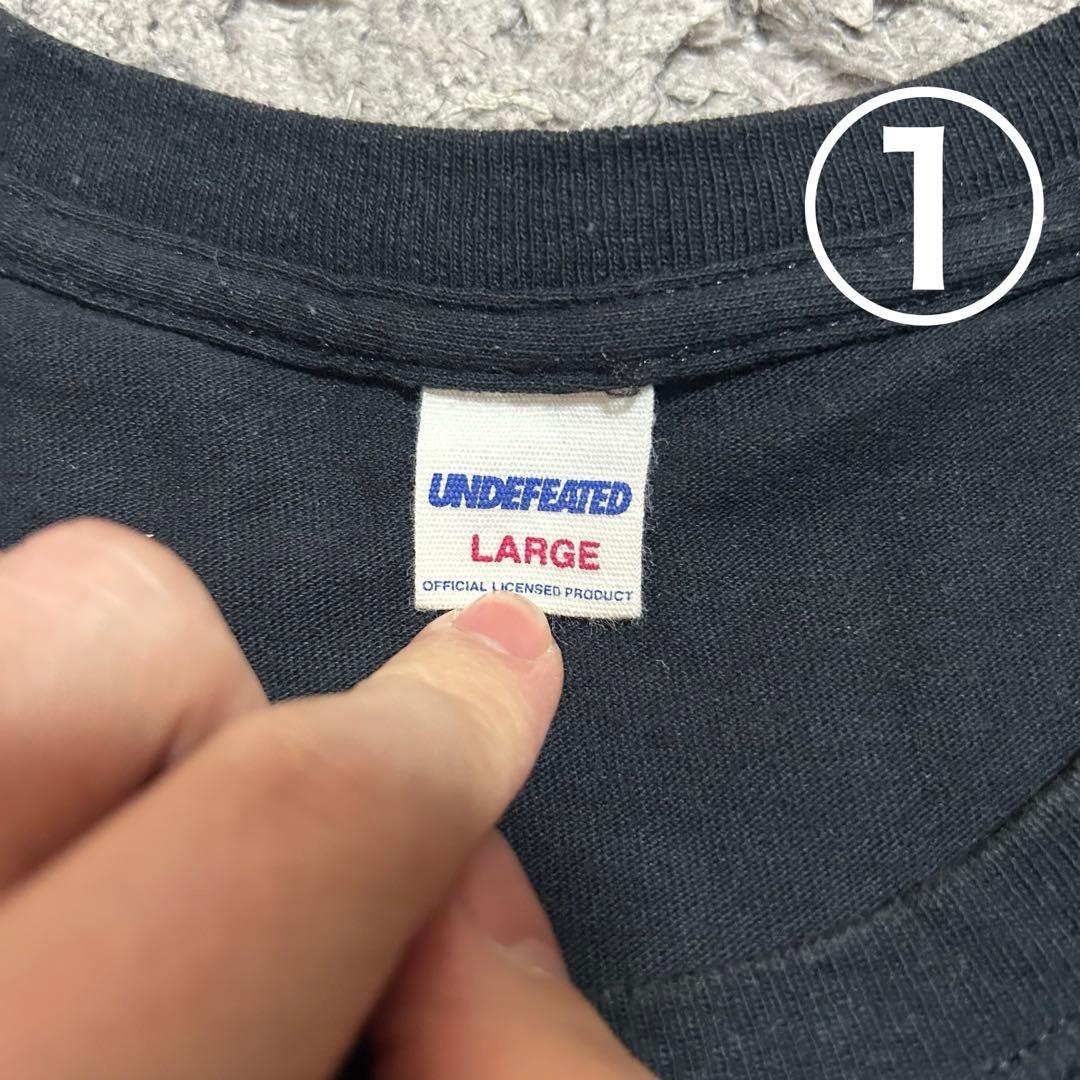 ①
UNDEFEATED
LARGE
OFFICIAL LICENSED PRODUCT